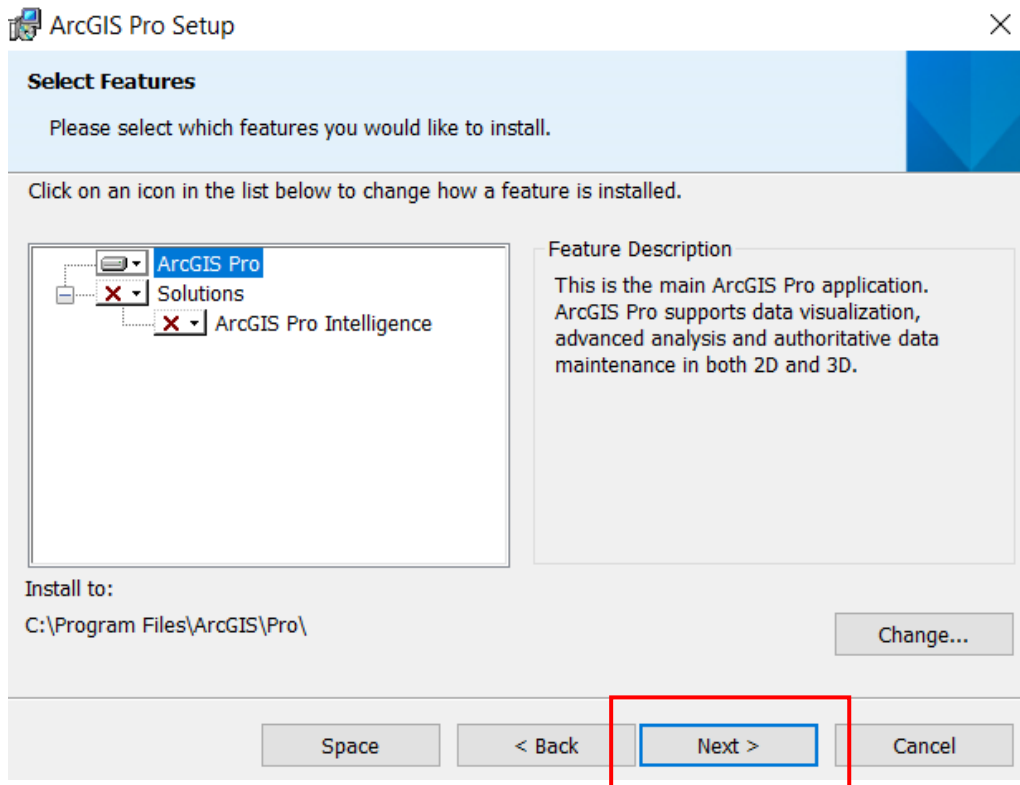 ArcGIS Pro Setup
Select Features
Please select which features you would like to install.
Click on an icon in the list below to change how a feature is installed.
ArcGIS Pro
Solutions
ArcGIS Pro Intelligence
Feature Description
This is the main ArcGIS Pro application.
ArcGIS Pro supports data visualization,
advanced analysis and authoritative data
maintenance in both 2D and 3D.
Install to:
C:\Program Files\ArcGIS\Pro\
Change...
Space
< Back
Next >
Cancel